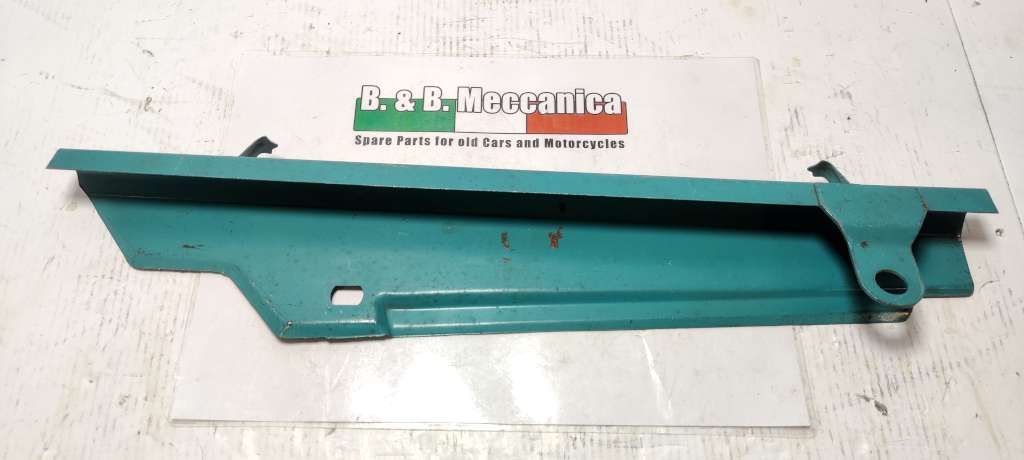 B. & B. Meccanica
Spare Parts for old Cars and Motorcycles